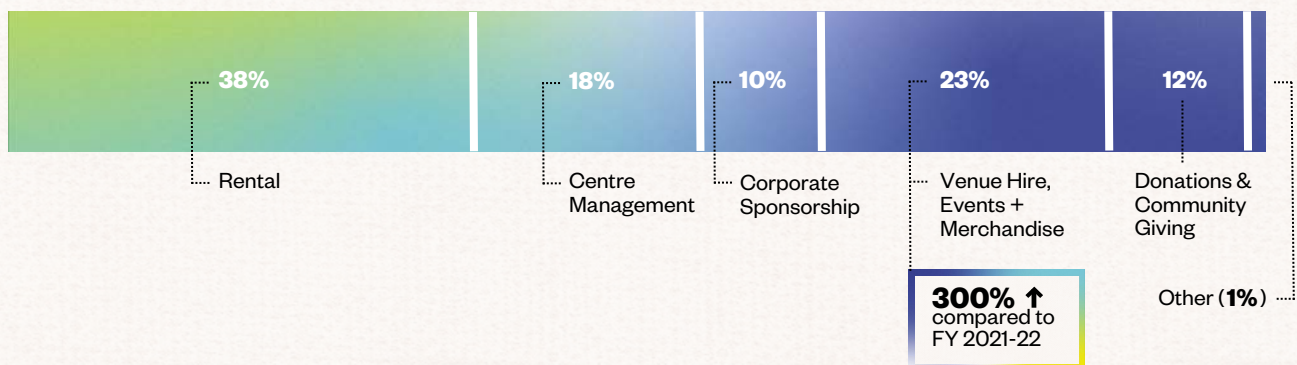 38%
18%
10%
23%
12%
Rental
Centre
Management
Corporate
Sponsorship
Venue Hire,
Events +
Merchandise
Donations &
Community
Giving
300% ↑
compared to
FY 2021-22
Other (1%)